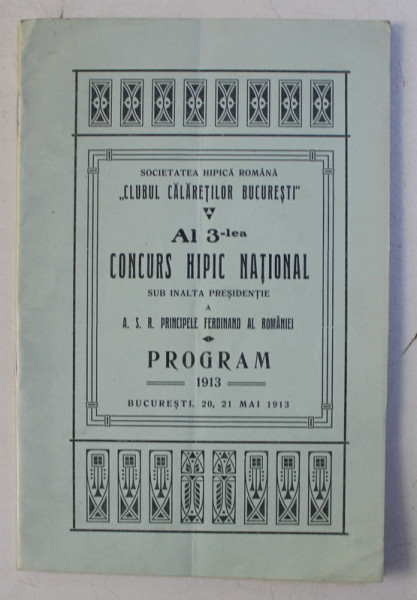 SOCIETATEA HIPICĂ ROMÂNĂ
„CLUBUL CĂLĂREȚILOR BUCUREȘTI"
Al 3-lea
CONCURS HIPIC NAȚIONAL
SUB INALTA PREȘIDENȚIE
A
A. S. R. PRINCIPELE FERDINAND AL ROMÂNIEI
PROGRAM
1913
BUCUREȘTI. 20, 21 MAI 1913